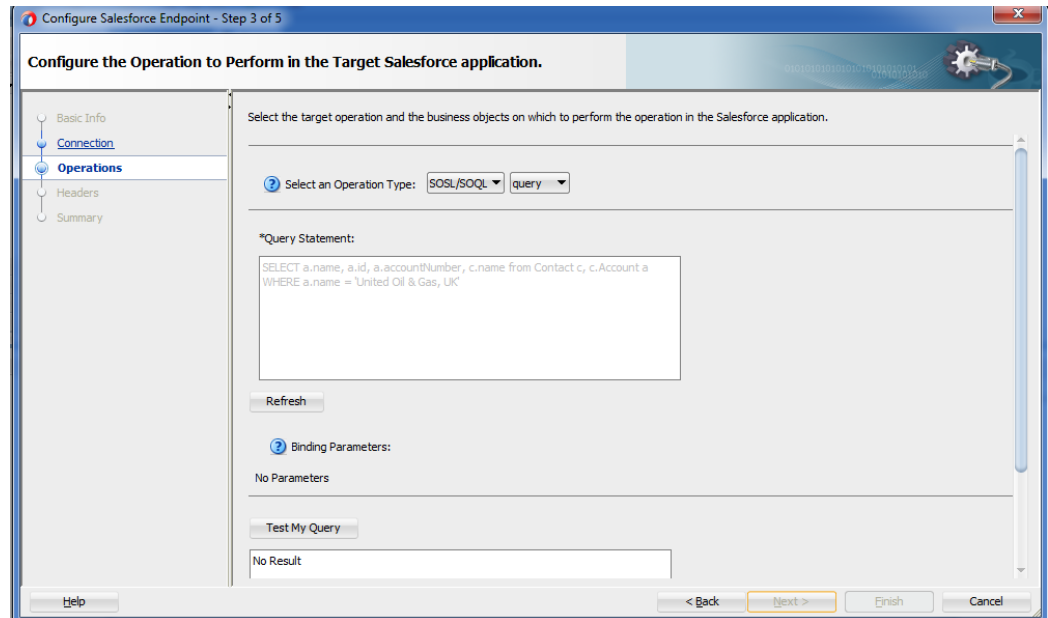 Configure Salesforce Endpoint - Step 3 of 5
Configure the Operation to Perform in the Target Salesforce application.
Basic Info
Connection
Operations
Headers
Summary
Select the target operation and the business objects on which to perform the operation in the Salesforce application.
Select an Operation Type: SOSL/SOQL query
*Query Statement:
SELECT a.name, a.id, a.accountNumber, c.name from Contact c, c.Account a
WHERE a.name = 'United Oil & Gas, UK'
Refresh
Binding Parameters:
No Parameters
Test My Query
No Result
Help
< Back
Next >
Finish
Cancel